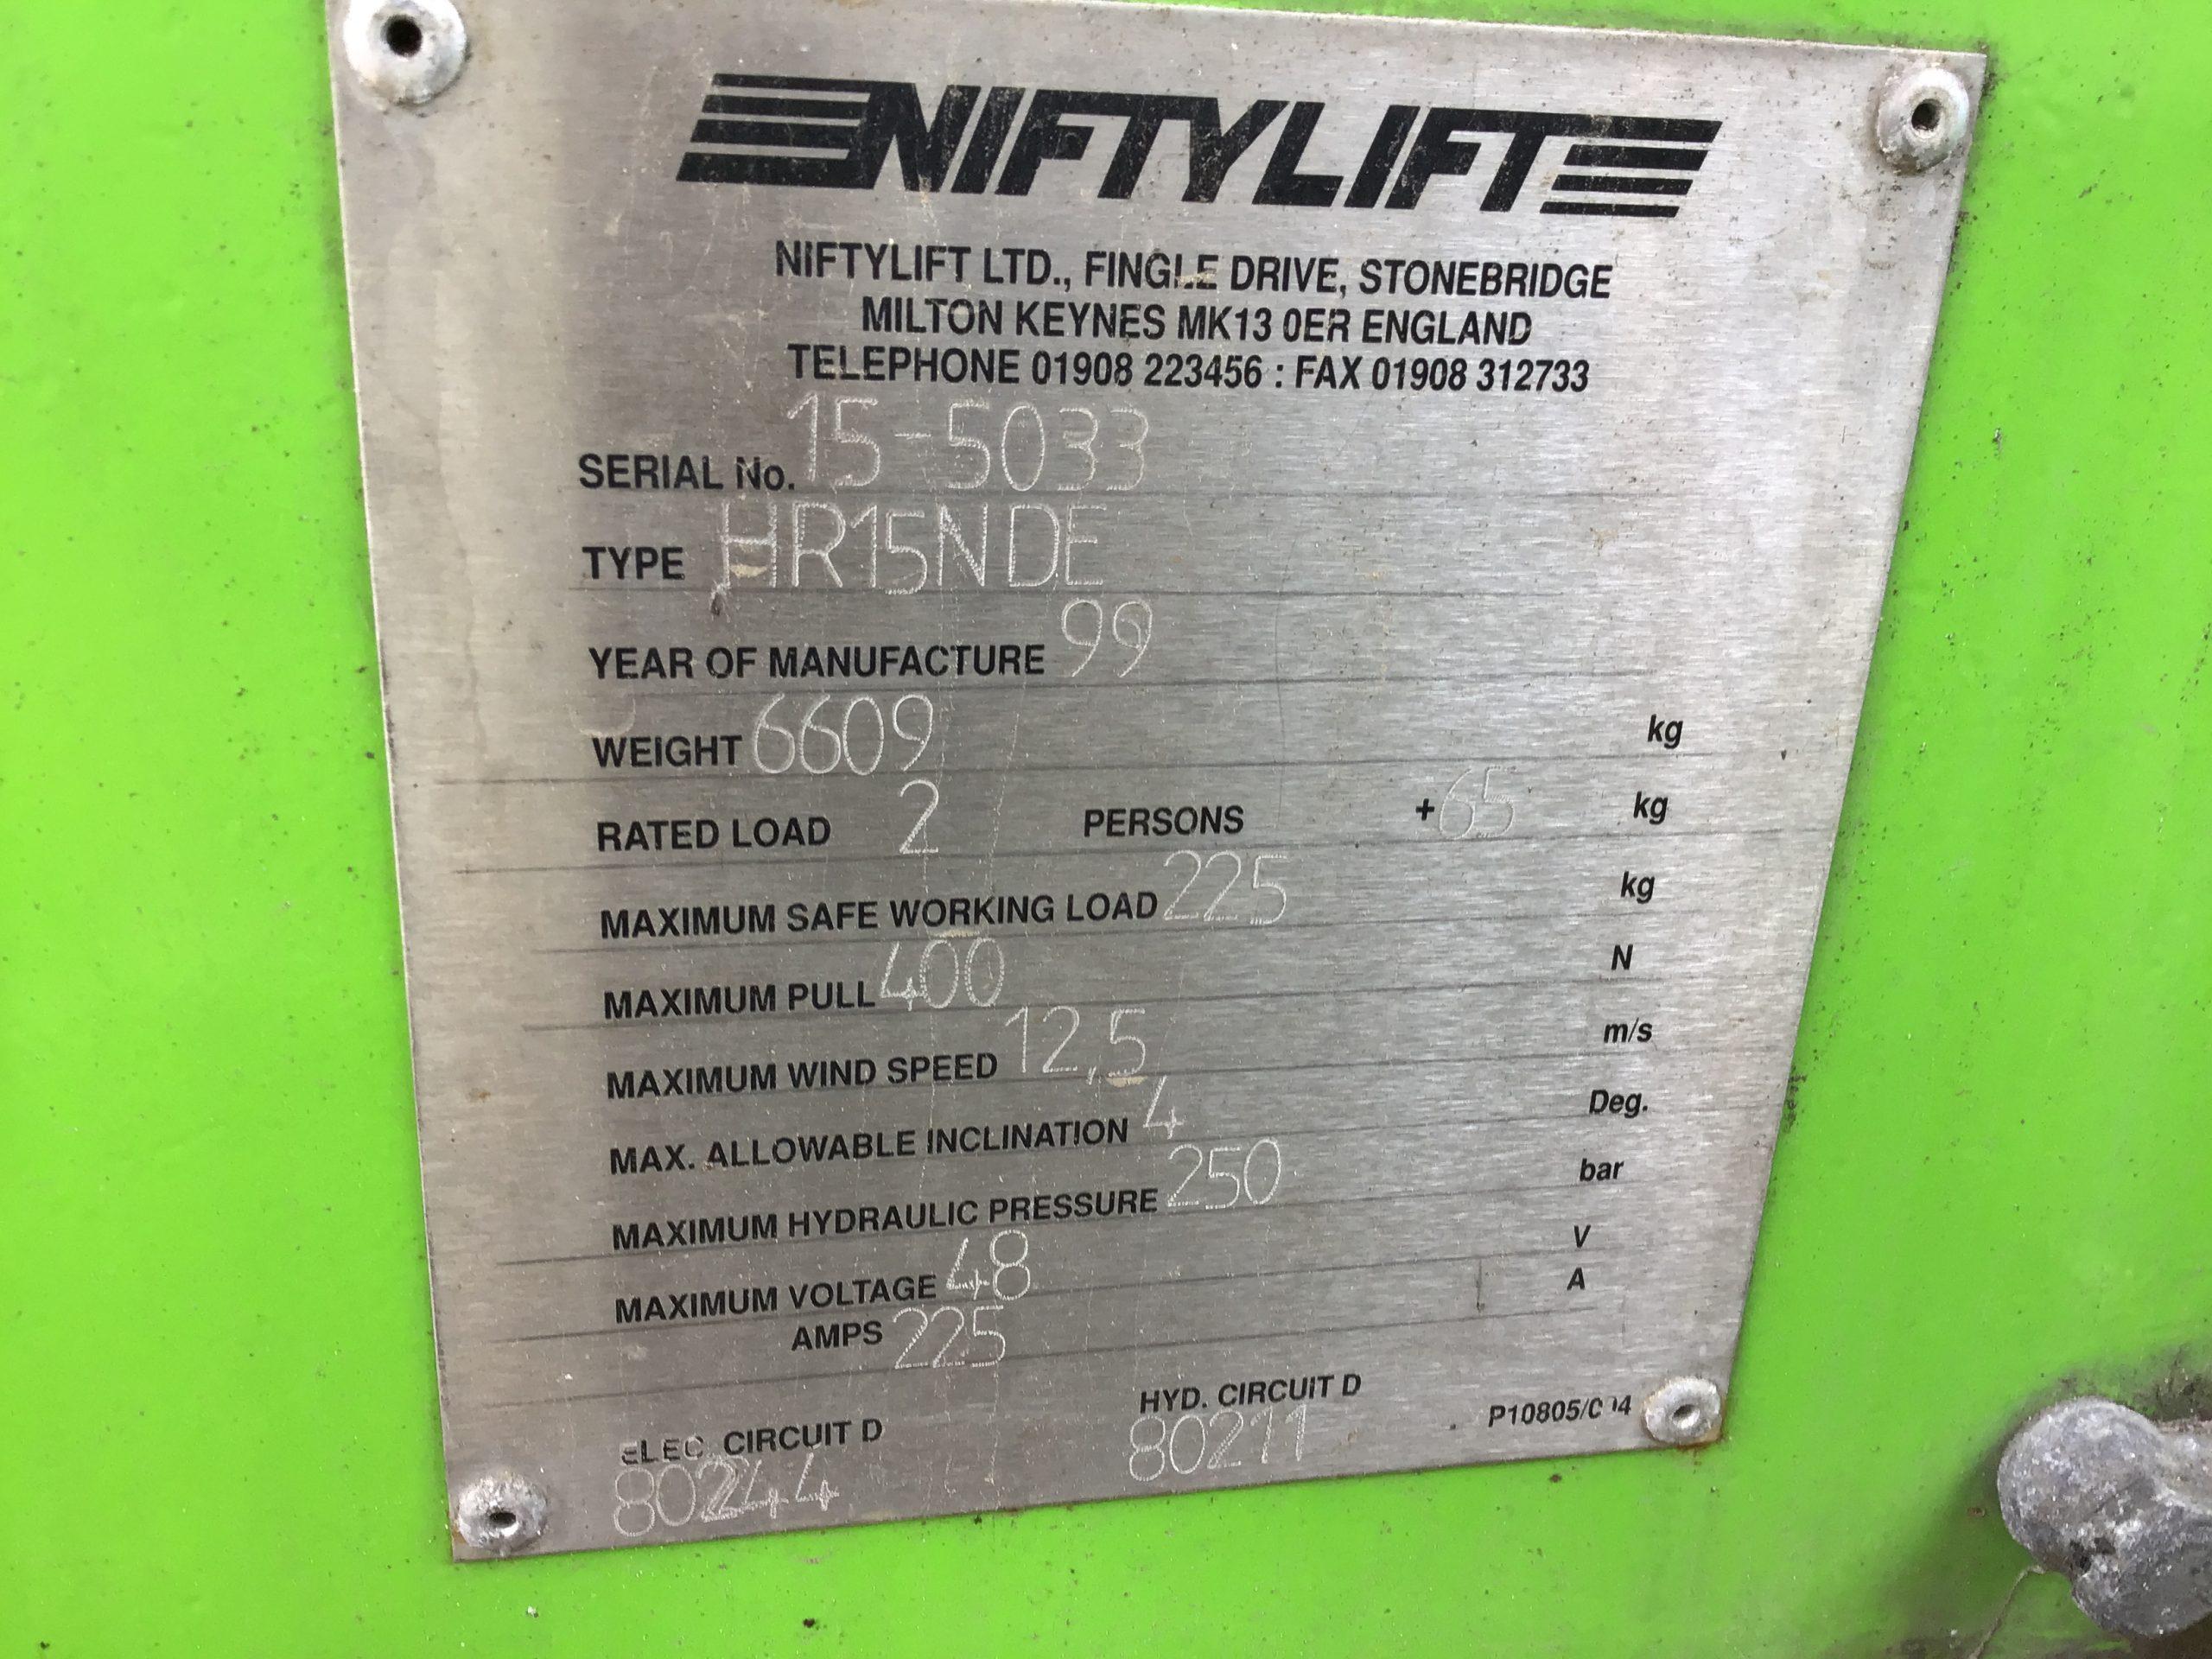 NIFTYLIFT
NIFTYLIFT LTD., FINGLE DRIVE, STONEBRIDGE
MILTON KEYNES MK13 0ER ENGLAND
TELEPHONE 01908 223456 : FAX 01908 312733
SERIAL No. 15-5033
TYPE HR15NDE
YEAR OF MANUFACTURE 99
WEIGHT 6609 kg
RATED LOAD 2 PERSONS +65 kg
MAXIMUM SAFE WORKING LOAD 225 kg
MAXIMUM PULL 400 N
MAXIMUM WIND SPEED 12,5 m/s
MAX. ALLOWABLE INCLINATION 4 Deg.
MAXIMUM HYDRAULIC PRESSURE 250 bar
MAXIMUM VOLTAGE 48 V
AMPS 225 A
ELEC. CIRCUIT D HYD. CIRCUIT D
80244 80211